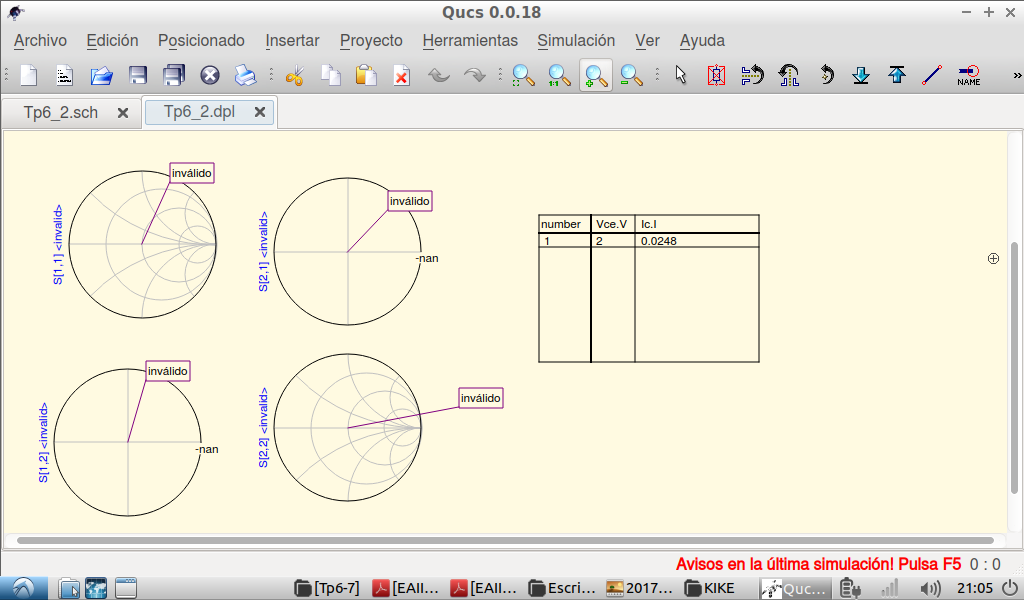 Qucs 0.0.18
Archivo Edición Posicionado Insertar Proyecto Herramientas Simulación Ver Ayuda
1:1
NAME
»
Tp6_2.sch Tp6_2.dpl
inválido
S[1,1] <invalid>
inválido
-nan
S[2,1] <invalid>
number Vce.V Ic.I
1 2 0.0248
inválido
-nan
S[1,2] <invalid>
inválido
S[2,2] <invalid>
Avisos en la última simulación! Pulsa F5 0 : 0
[Tp6-7] [EAII... [EAII... Escri... 2017... KIKE Quc... 21:05